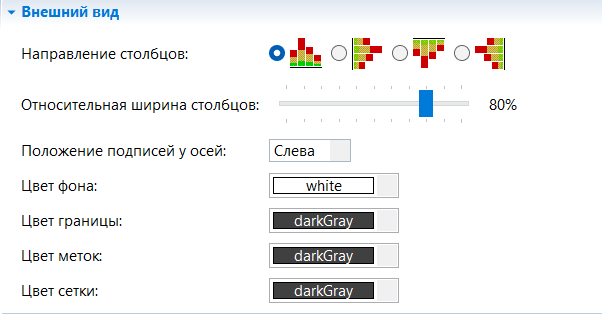 Внешний вид
Направление столбцов:
Относительная ширина столбцов: 80%
Положение подписей у осей: Слева
Цвет фона: white
Цвет границы: darkGray
Цвет меток: darkGray
Цвет сетки: darkGray